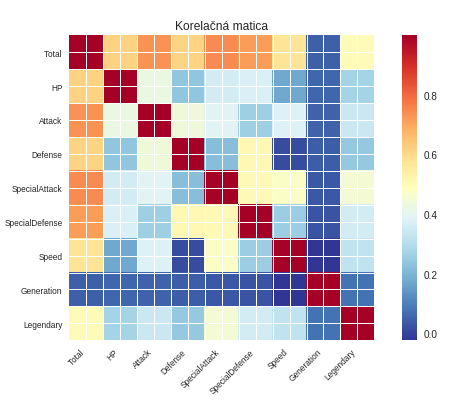 Korelačná matica
Total
HP
Attack
Defense
SpecialAttack
SpecialDefense
Speed
Generation
Legendary
Total
HP
Attack
Defense
SpecialAttack
SpecialDefense
Speed
Generation
Legendary
0.8
0.6
0.4
0.2
0.0